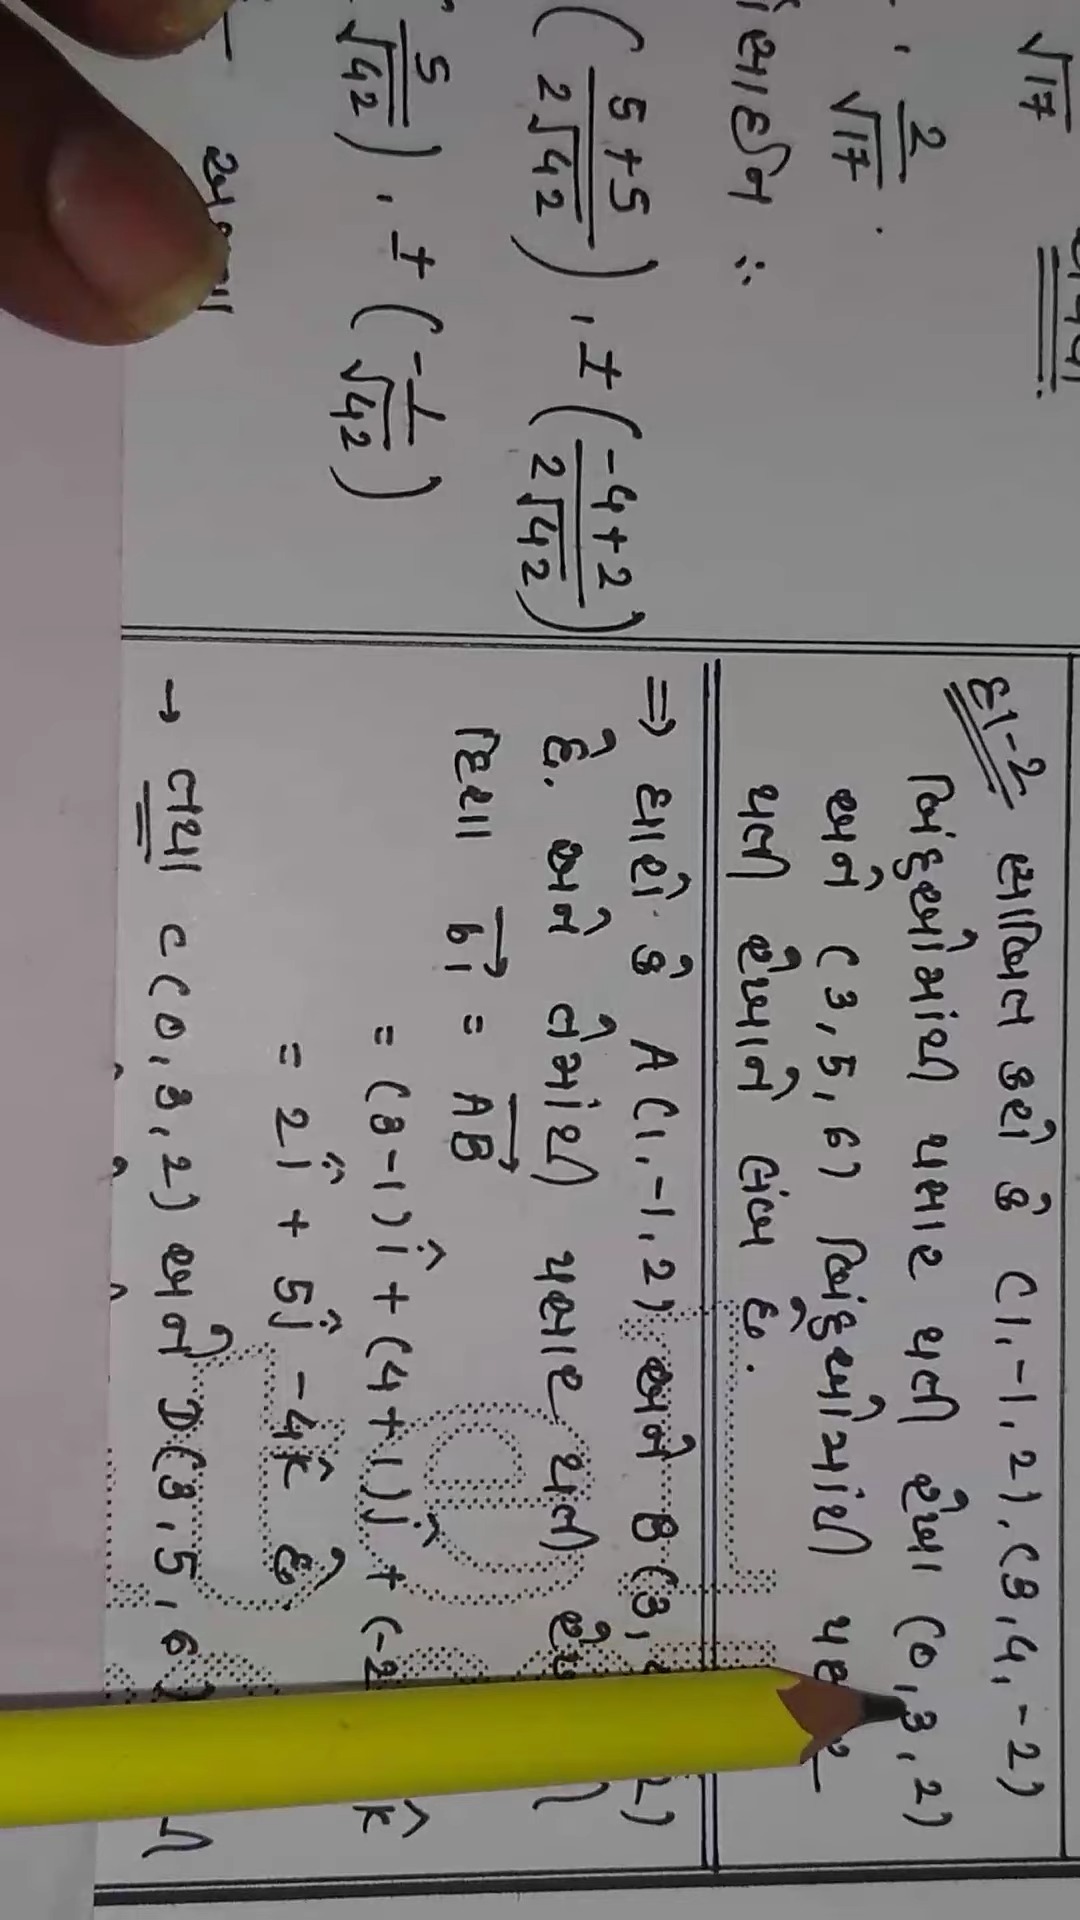 √17
, 2/√17 .
(5+5 / 2√42), ± (-4+2 / 2√42)
5/√42), ± (-1/√42)
દા-2 સાબિત કરો કે (1,-1,2), (3,4,-2)
બિંદુઓમાંથી પસાર થતી રેખા (0,3,2)
અને (3,5,6) બિંદુઓમાંથી
થતી રેખાને લંબ છે.
⇒ ધારો કે A(1,-1,2) અને B(3,
છે. અને તેમાંથી પસાર થતી
દિશા b₁ = AB
= (3-1)î + (4+1)ĵ + (-2 k̂
= 2î + 5ĵ - 4k̂ છે.
→ તથા C(0,3,2) અને D(3,5,6)